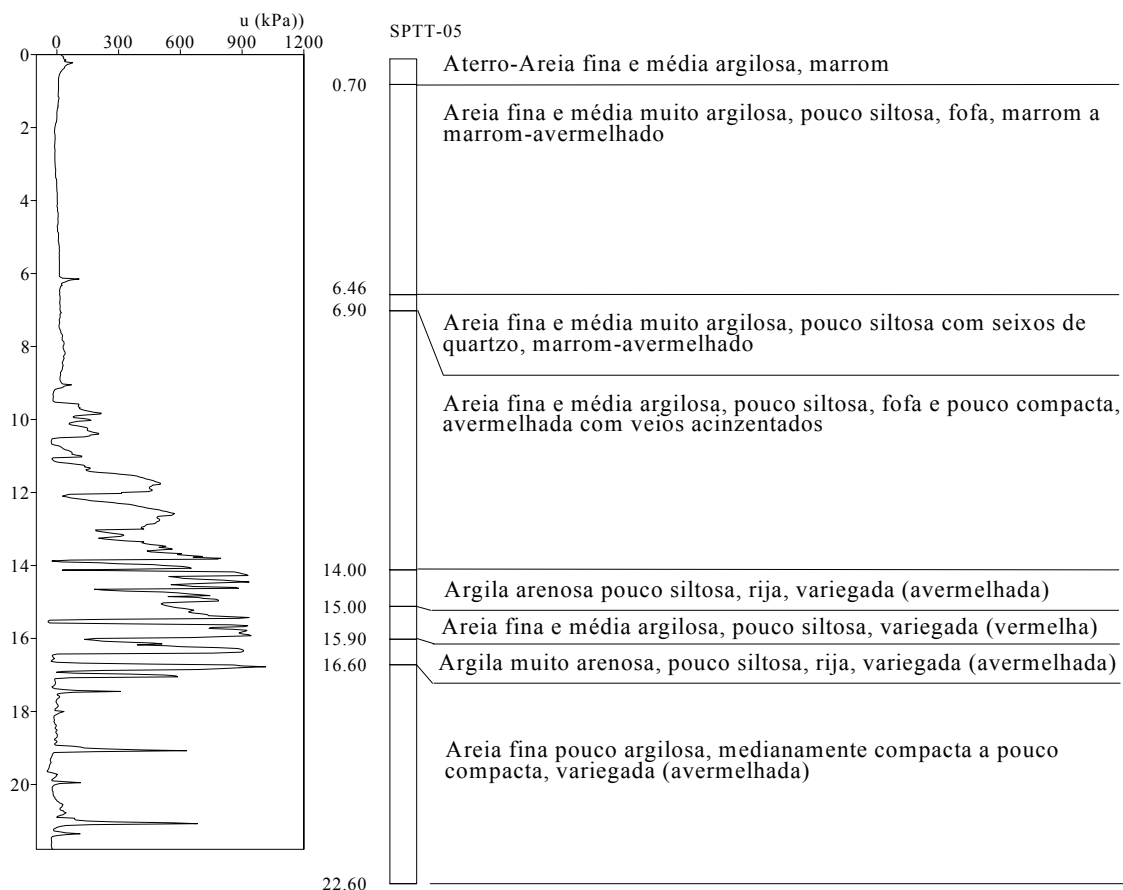 u (kPa))
0 300 600 900 1200
0
2
4
6
8
10
12
14
16
18
20
SPTT-05
0.70
6.46
6.90
14.00
15.00
15.90
16.60
22.60
Aterro-Areia fina e média argilosa, marrom
Areia fina e média muito argilosa, pouco siltosa, fofa, marrom a
marrom-avermelhado
Areia fina e média muito argilosa, pouco siltosa com seixos de
quartzo, marrom-avermelhado
Areia fina e média argilosa, pouco siltosa, fofa e pouco compacta,
avermelhada com veios acinzentados
Argila arenosa pouco siltosa, rija, variegada (avermelhada)
Areia fina e média argilosa, pouco siltosa, variegada (vermelha)
Argila muito arenosa, pouco siltosa, rija, variegada (avermelhada)
Areia fina pouco argilosa, medianamente compacta a pouco
compacta, variegada (avermelhada)